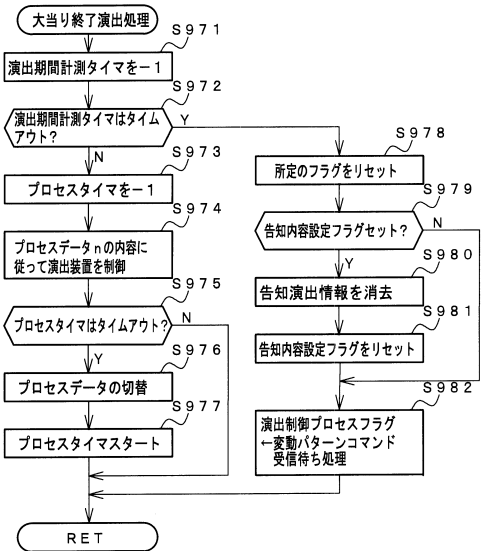 大当り終了演出処理
S971
演出期間計測タイマを－1
S972
演出期間計測タイマはタイム
アウト？
Y
N
S973
プロセスタイマを－1
S974
プロセスデータnの内容に
従って演出装置を制御
S975
プロセスタイマはタイムアウト？
N
Y
S976
プロセスデータの切替
S977
プロセスタイマスタート
S978
所定のフラグをリセット
S979
告知内容設定フラグセット？
N
Y
S980
告知演出情報を消去
S981
告知内容設定フラグをリセット
S982
演出制御プロセスフラグ
←変動パターンコマンド
受信待ち処理
RET